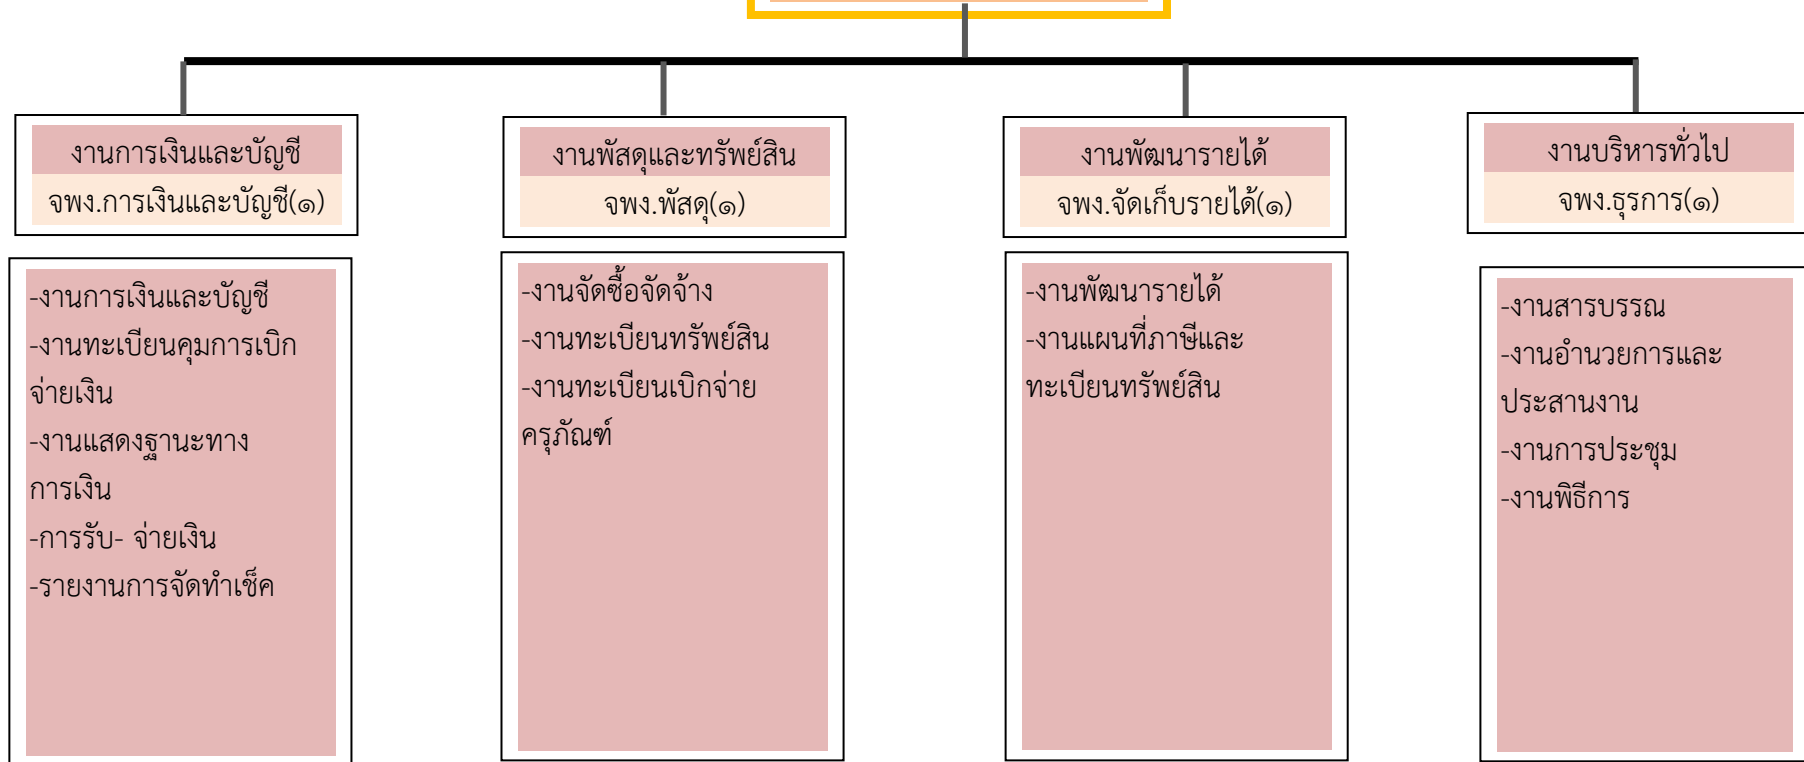 งานการเงินและบัญชี
จพง.การเงินและบัญชี(๑)
งานพัสดุและทรัพย์สิน
จพง.พัสดุ(๑)
งานพัฒนารายได้
จพง.จัดเก็บรายได้(๑)
งานบริหารทั่วไป
จพง.ธุรการ(๑)
-งานการเงินและบัญชี
-งานทะเบียนคุมการเบิก
จ่ายเงิน
-งานแสดงฐานะทาง
การเงิน
-การรับ- จ่ายเงิน
-รายงานการจัดทำเช็ค
-งานจัดซื้อจัดจ้าง
-งานทะเบียนทรัพย์สิน
-งานทะเบียนเบิกจ่าย
ครุภัณฑ์
-งานพัฒนารายได้
-งานแผนที่ภาษีและ
ทะเบียนทรัพย์สิน
-งานสารบรรณ
-งานอำนวยการและ
ประสานงาน
-งานการประชุม
-งานพิธีการ